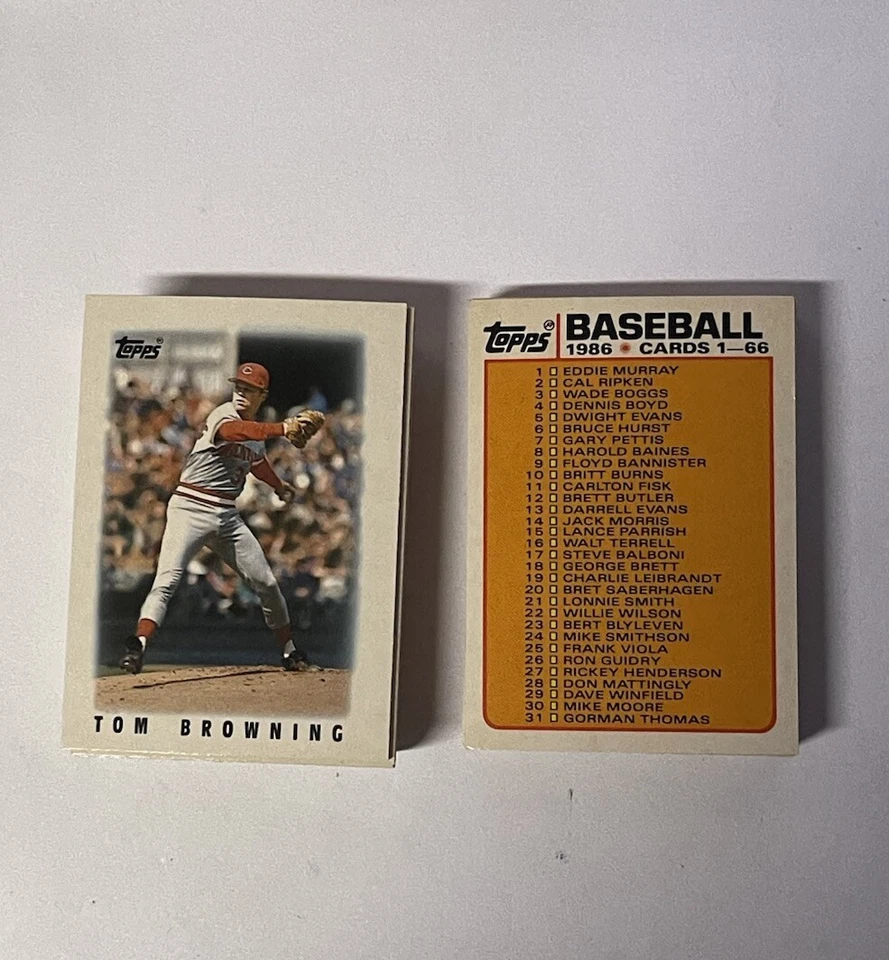 Topps
TOM BROWNING
Topps BASEBALL
1986 • CARDS 1—66
1 EDDIE MURRAY
2 CAL RIPKEN
3 WADE BOGGS
4 DENNIS BOYD
5 DWIGHT EVANS
6 BRUCE HURST
7 GARY PETTIS
8 HAROLD BAINES
9 FLOYD BANNISTER
10 BRITT BURNS
11 CARLTON FISK
12 BRETT BUTLER
13 DARRELL EVANS
14 JACK MORRIS
15 LANCE PARRISH
16 WALT TERRELL
17 STEVE BALBONI
18 GEORGE BRETT
19 CHARLIE LEIBRANDT
20 BRET SABERHAGEN
21 LONNIE SMITH
22 WILLIE WILSON
23 BERT BLYLEVEN
24 MIKE SMITHSON
25 FRANK VIOLA
26 RON GUIDRY
27 RICKEY HENDERSON
28 DON MATTINGLY
29 DAVE WINFIELD
30 MIKE MOORE
31 GORMAN THOMAS